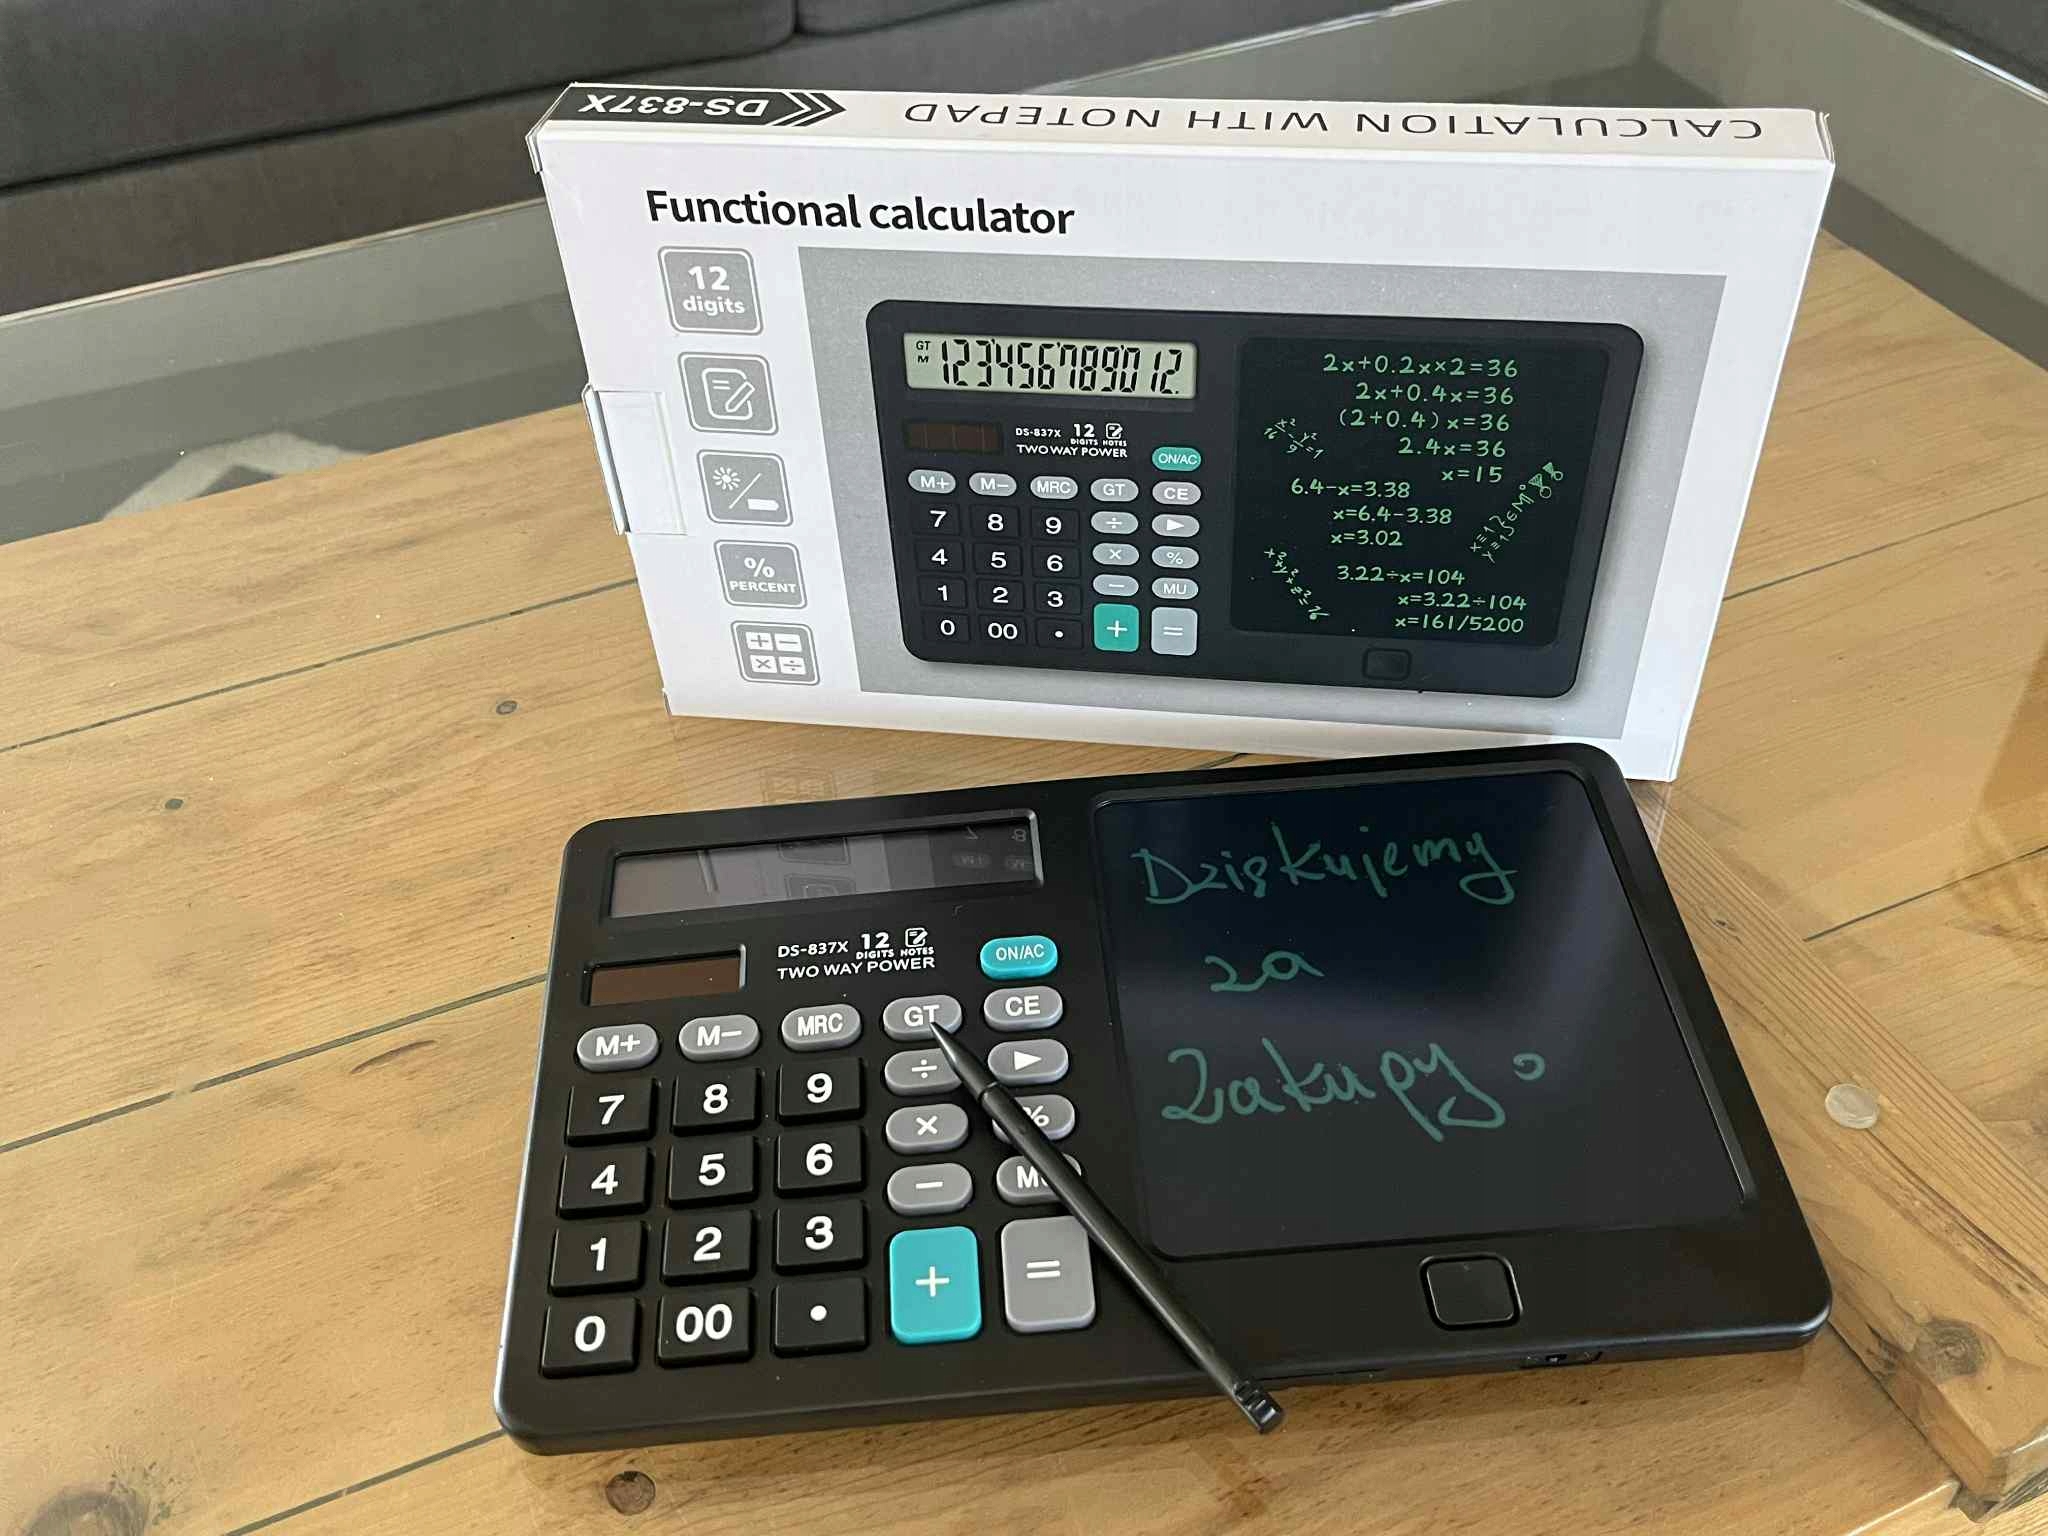 DS-837X CALCULATION WITH NOTEPAD
Functional calculator
12
digits
%
PERCENT
+ −
× ÷
GT
M
123'456'789'012.
DS-837X 12
DIGITS NOTES
TWO WAY POWER
ON/AC
M+ M− MRC GT CE
7 8 9 ÷ ▶
4 5 6 × %
1 2 3 − MU
0 00 • + =
2x+0.2x×2=36
2x+0.4x=36
(2+0.4)x=36
2.4x=36
x=15
6.4-x=3.38
x=6.4-3.38
x=3.02
3.22÷x=104
x=3.22÷104
x=161/5200
DS-837X 12
DIGITS NOTES
TWO WAY POWER
ON/AC
M+ M− MRC GT CE
7 8 9 ÷ ▶
4 5 6 × %
1 2 3 −
0 00 • + =
Dziękujemy
za
Zakupy.